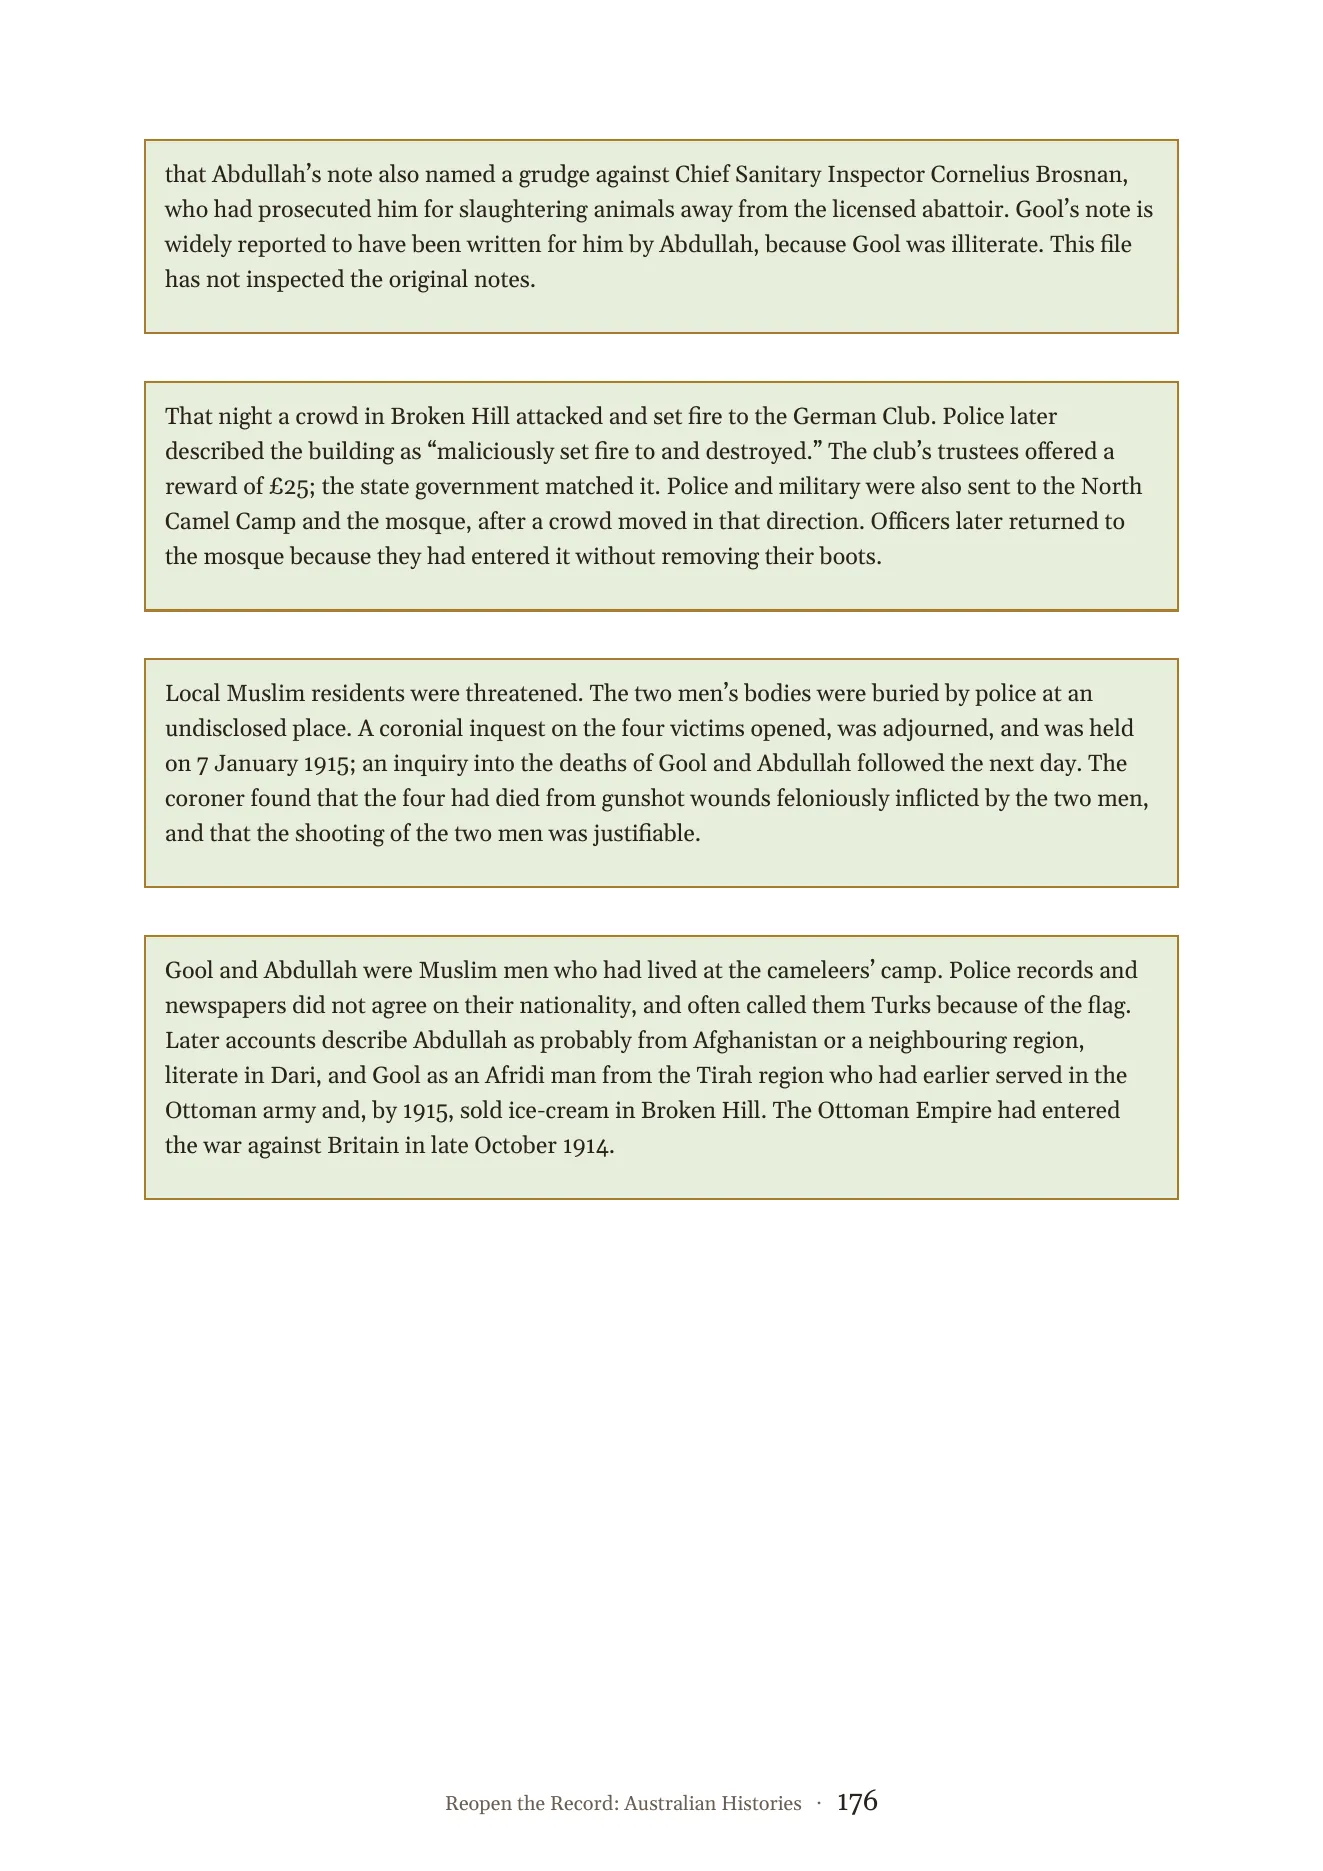 that Abdullah’s note also named a grudge against Chief Sanitary Inspector Cornelius Brosnan,
who had prosecuted him for slaughtering animals away from the licensed abattoir. Gool’s note is
widely reported to have been written for him by Abdullah, because Gool was illiterate. This file
has not inspected the original notes.
That night a crowd in Broken Hill attacked and set fire to the German Club. Police later
described the building as “maliciously set fire to and destroyed.” The club’s trustees offered a
reward of £25; the state government matched it. Police and military were also sent to the North
Camel Camp and the mosque, after a crowd moved in that direction. Officers later returned to
the mosque because they had entered it without removing their boots.
Local Muslim residents were threatened. The two men’s bodies were buried by police at an
undisclosed place. A coronial inquest on the four victims opened, was adjourned, and was held
on 7 January 1915; an inquiry into the deaths of Gool and Abdullah followed the next day. The
coroner found that the four had died from gunshot wounds feloniously inflicted by the two men,
and that the shooting of the two men was justifiable.
Gool and Abdullah were Muslim men who had lived at the cameleers’ camp. Police records and
newspapers did not agree on their nationality, and often called them Turks because of the flag.
Later accounts describe Abdullah as probably from Afghanistan or a neighbouring region,
literate in Dari, and Gool as an Afridi man from the Tirah region who had earlier served in the
Ottoman army and, by 1915, sold ice-cream in Broken Hill. The Ottoman Empire had entered
the war against Britain in late October 1914.
Reopen the Record: Australian Histories · 176